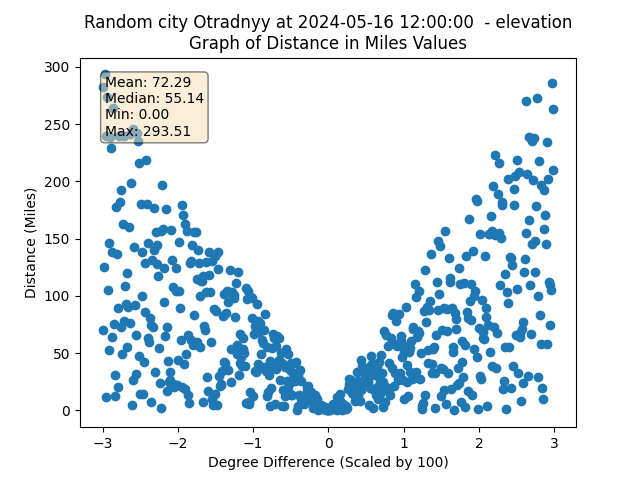 Random city Otradnyy at 2024-05-16 12:00:00 - elevation
Graph of Distance in Miles Values
Mean: 72.29
Median: 55.14
Min: 0.00
Max: 293.51
300
250
200
150
100
50
0
Distance (Miles)
−3 −2 −1 0 1 2 3
Degree Difference (Scaled by 100)